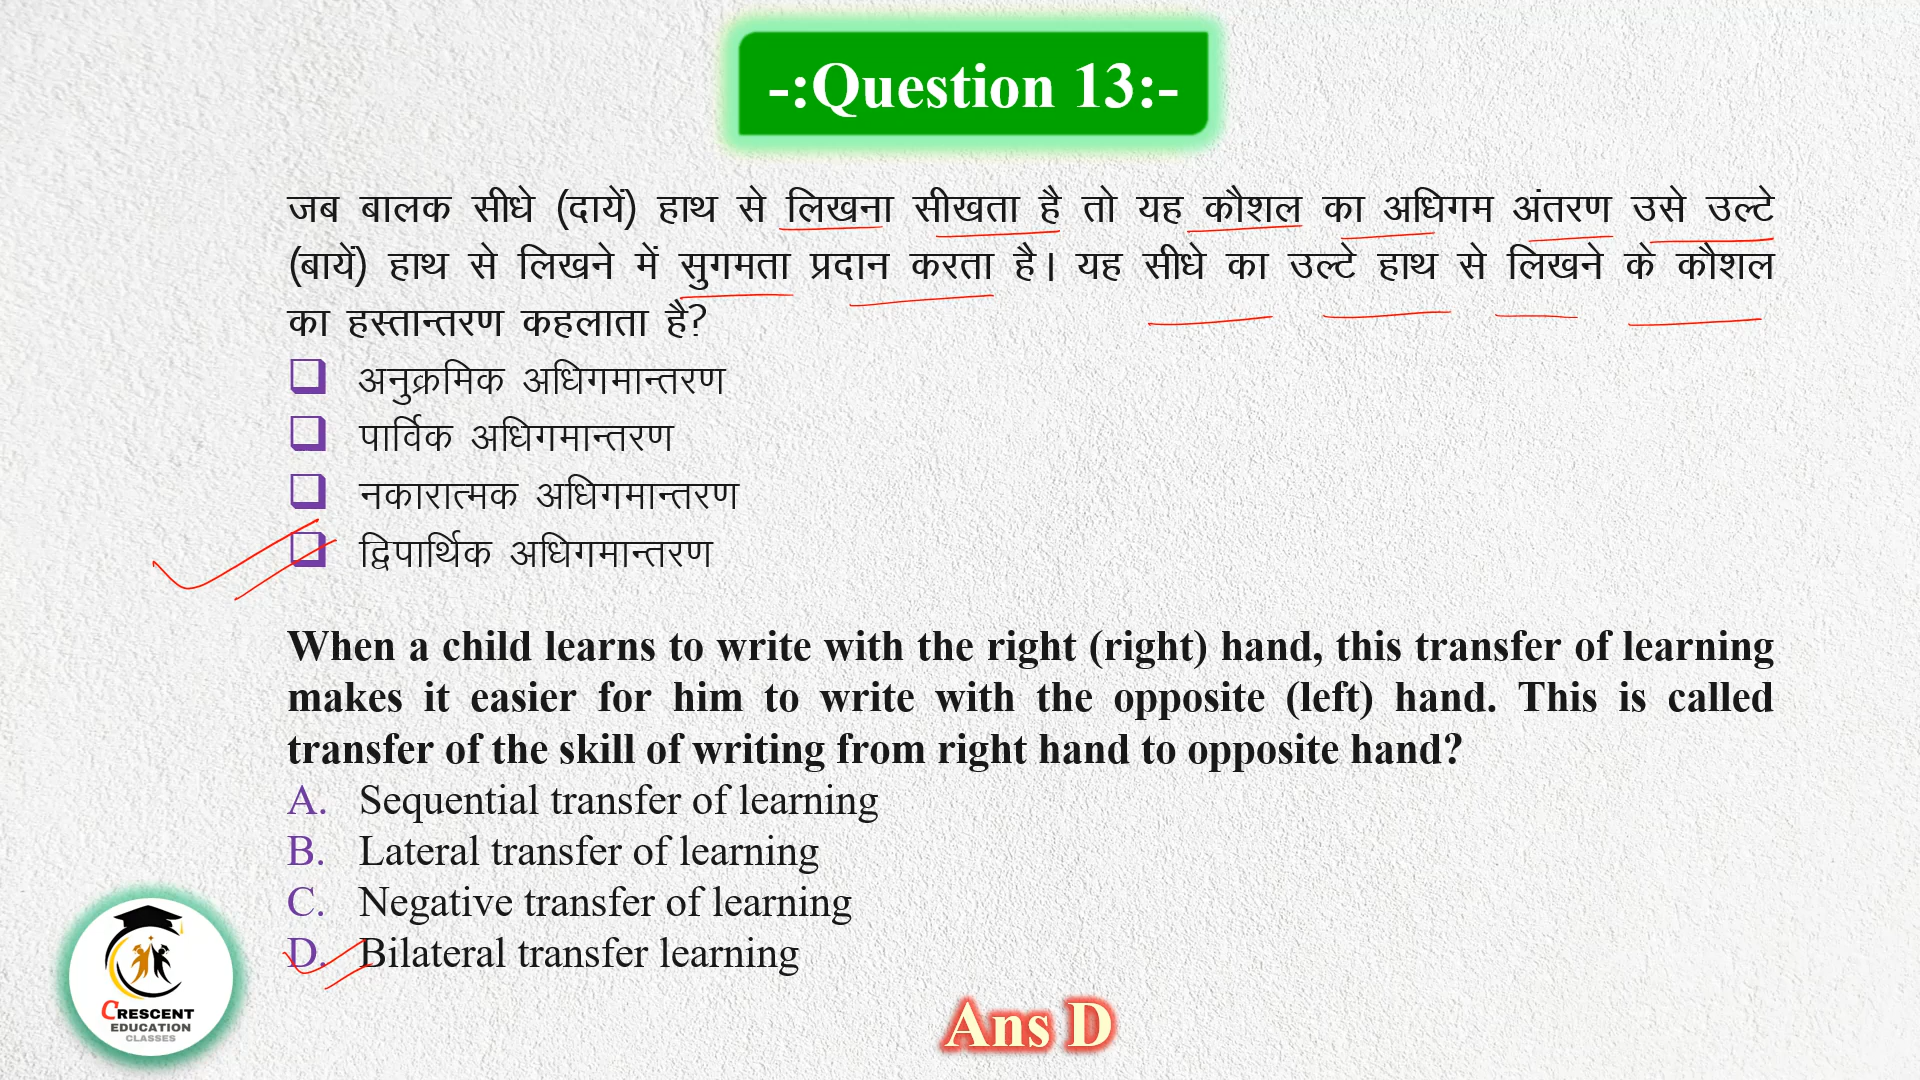 -:Question 13:-
जब बालक सीधे (दायें) हाथ से लिखना सीखता है तो यह कौशल का अधिगम अंतरण उसे उल्टे
(बायें) हाथ से लिखने में सुगमता प्रदान करता है। यह सीधे का उल्टे हाथ से लिखने के कौशल
का हस्तान्तरण कहलाता है?
❑ अनुक्रमिक अधिगमान्तरण
❑ पार्विक अधिगमान्तरण
❑ नकारात्मक अधिगमान्तरण
❑ द्विपार्थिक अधिगमान्तरण
When a child learns to write with the right (right) hand, this transfer of learning
makes it easier for him to write with the opposite (left) hand. This is called
transfer of the skill of writing from right hand to opposite hand?
A. Sequential transfer of learning
B. Lateral transfer of learning
C. Negative transfer of learning
D. Bilateral transfer learning
CRESCENT
EDUCATION
CLASSES
Ans D